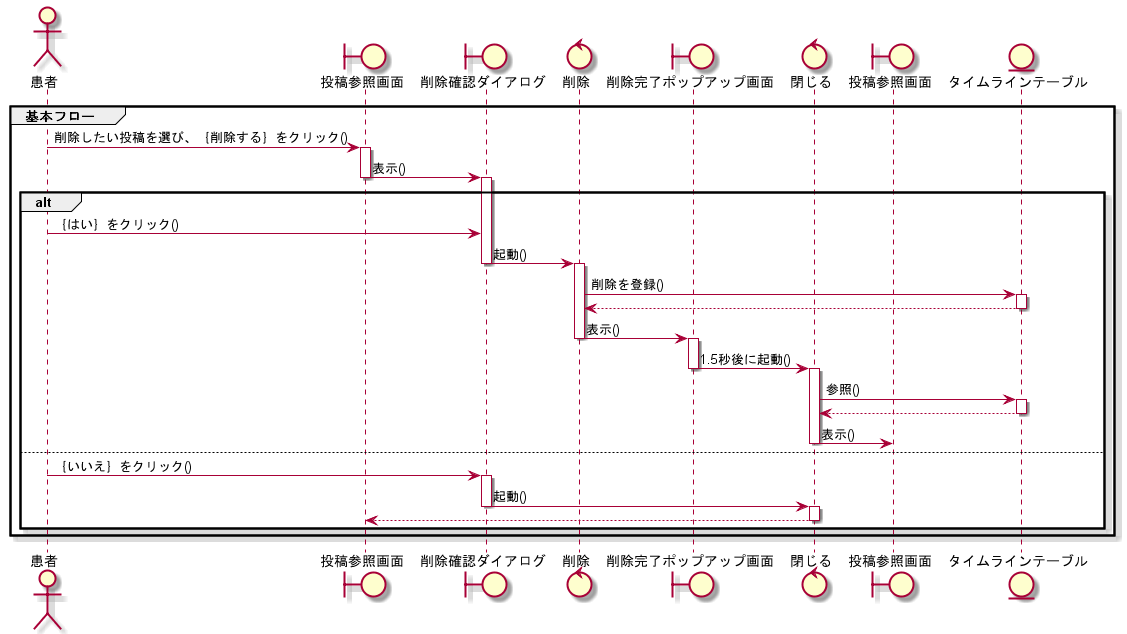 患者
投稿参照画面
削除確認ダイアログ
削除
削除完了ポップアップ画面
閉じる
投稿参照画面
タイムラインテーブル
基本フロー
削除したい投稿を選び、｛削除する｝をクリック()
表示()
alt
｛はい｝をクリック()
起動()
削除を登録()
表示()
1.5秒後に起動()
参照()
表示()
｛いいえ｝をクリック()
起動()
患者
投稿参照画面
削除確認ダイアログ
削除
削除完了ポップアップ画面
閉じる
投稿参照画面
タイムラインテーブル